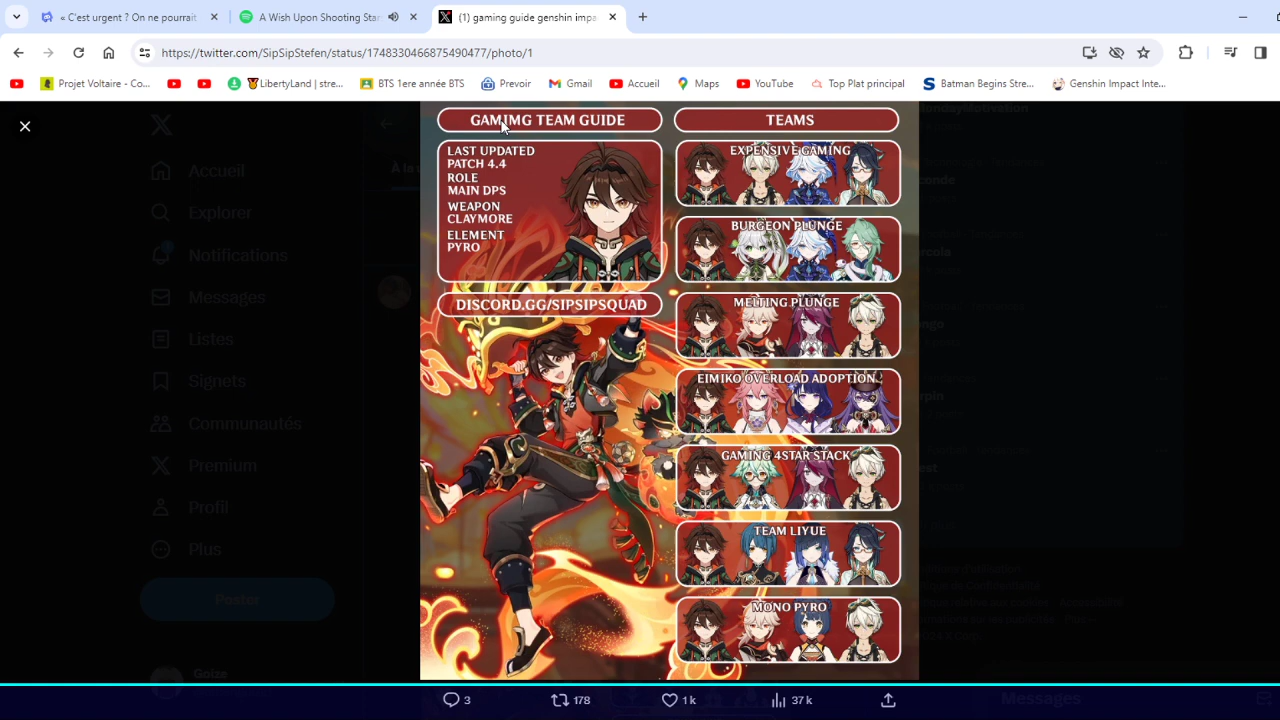 « C'est urgent ? On ne pourrait
A Wish Upon Shooting Star
(1) gaming guide genshin impa
https://twitter.com/SipSipStefen/status/1748330466875490477/photo/1
Projet Voltaire - Co...
LibertyLand | stre...
BTS 1ere année BTS
Prevoir
Gmail
Accueil
Maps
YouTube
Top Plat principal
Batman Begins Stre...
Genshin Impact Inte...
Accueil
Explorer
Notifications
Messages
Listes
Signets
Communautés
Premium
Profil
Plus
Poster
Golze
GAMIMG TEAM GUIDE
LAST UPDATED
PATCH 4.4
ROLE
MAIN DPS
WEAPON
CLAYMORE
ELEMENT
PYRO
DISCORD.GG/SIPSIPSQUAD
TEAMS
EXPENSIVE GAMING
BURGEON PLUNGE
MELTING PLUNGE
EIMIKO OVERLOAD ADOPTION
GAMING 4STAR STACK
TEAM LIYUE
MONO PYRO
3
178
1 k
37 k
Messages